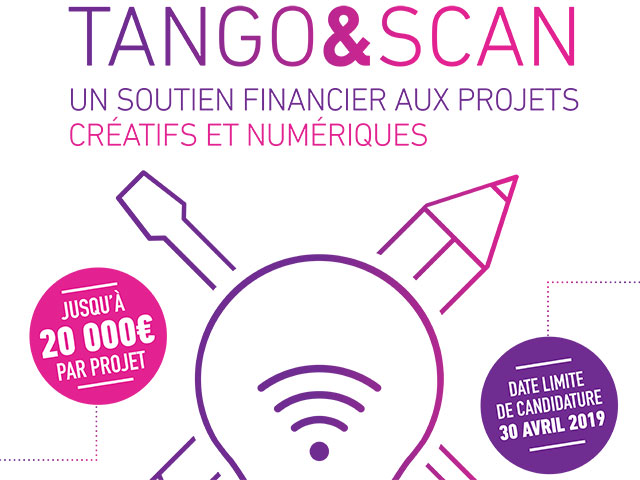 TANGO&SCAN
UN SOUTIEN FINANCIER AUX PROJETS
CRÉATIFS ET NUMÉRIQUES
JUSQU'À
20 000€
PAR PROJET
DATE LIMITE
DE CANDIDATURE
30 AVRIL 2019